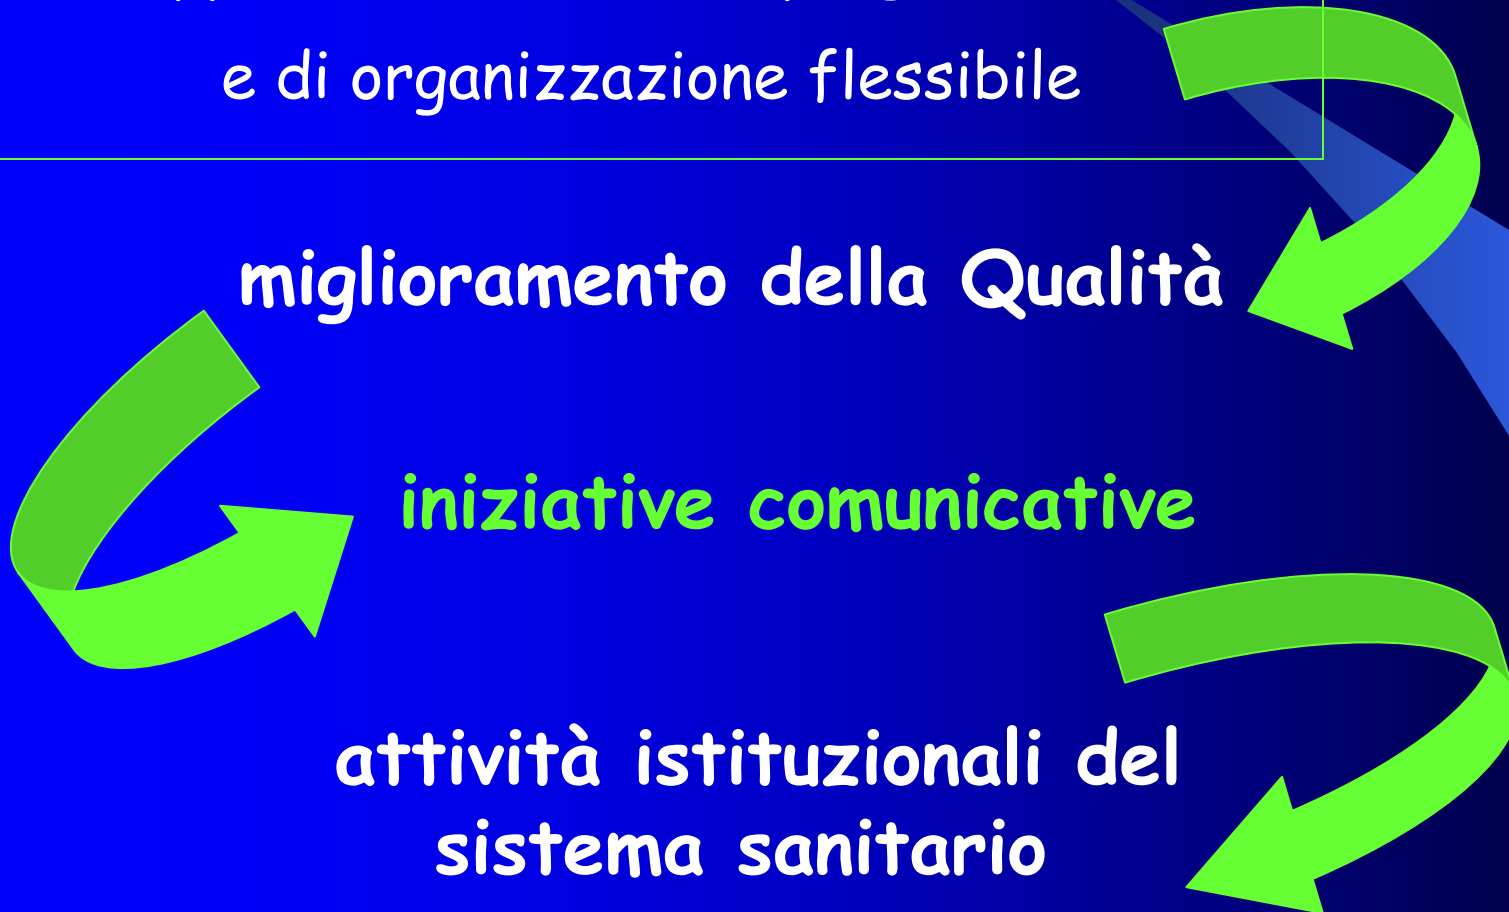 e di organizzazione flessibile
miglioramento della Qualità
iniziative comunicative
attività istituzionali del
sistema sanitario